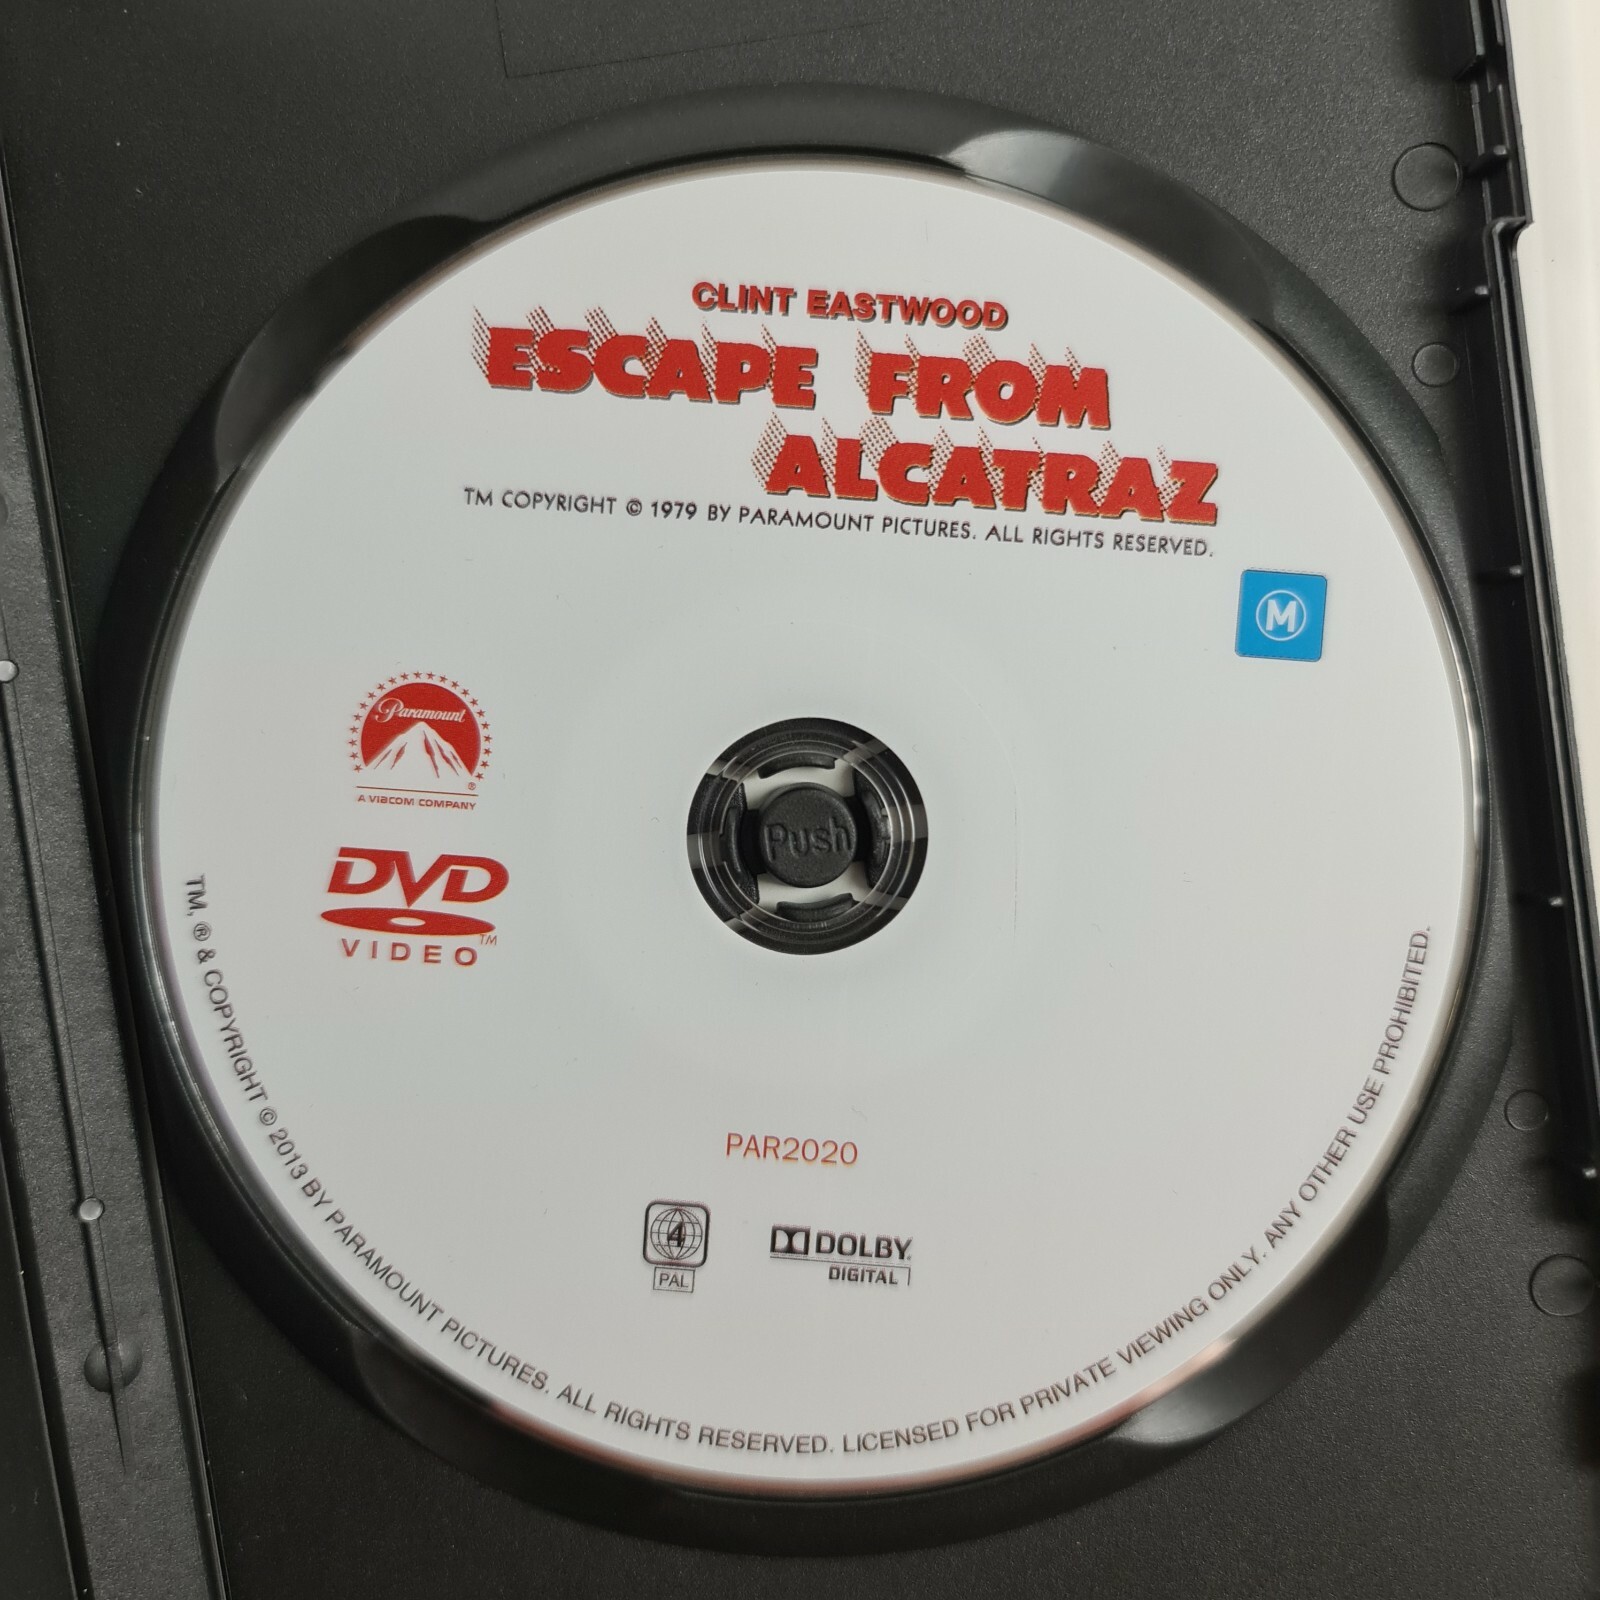 CLINT EASTWOOD
ESCAPE FROM
ALCATRAZ
TM COPYRIGHT © 1979 BY PARAMOUNT PICTURES. ALL RIGHTS RESERVED.
M
Paramount
®
A VIACOM COMPANY
DVD
VIDEO™
Push
PAR2020
4
PAL
DOLBY
DIGITAL
TM, ® & COPYRIGHT © 2013 BY PARAMOUNT PICTURES. ALL RIGHTS RESERVED. LICENSED FOR PRIVATE VIEWING ONLY. ANY OTHER USE PROHIBITED.